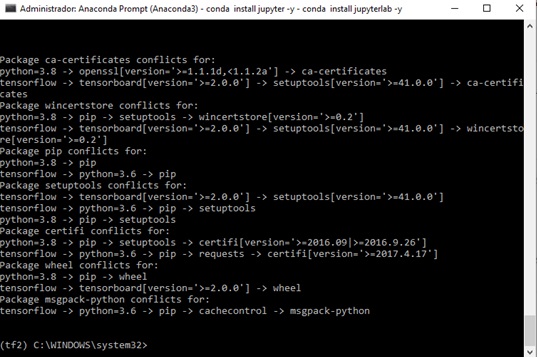 Administrador: Anaconda Prompt (Anaconda3) - conda install jupyter -y - conda install jupyterlab -y
Package ca-certificates conflicts for:
python=3.8 -> openssl[version='>=1.1.1d,<1.1.2a'] -> ca-certificates
tensorflow -> tensorboard[version='>=2.0.0'] -> setuptools[version='>=41.0.0'] -> ca-certifi
cates
Package wincertstore conflicts for:
python=3.8 -> pip -> setuptools -> wincertstore[version='>=0.2']
tensorflow -> tensorboard[version='>=2.0.0'] -> setuptools[version='>=41.0.0'] -> wincertsto
re[version='>=0.2']
Package pip conflicts for:
python=3.8 -> pip
tensorflow -> python=3.6 -> pip
Package setuptools conflicts for:
tensorflow -> tensorboard[version='>=2.0.0'] -> setuptools[version='>=41.0.0']
tensorflow -> python=3.6 -> pip -> setuptools
python=3.8 -> pip -> setuptools
Package certifi conflicts for:
python=3.8 -> pip -> setuptools -> certifi[version='>=2016.09|>=2016.9.26']
tensorflow -> python=3.6 -> pip -> requests -> certifi[version='>=2017.4.17']
Package wheel conflicts for:
python=3.8 -> pip -> wheel
tensorflow -> tensorboard[version='>=2.0.0'] -> wheel
Package msgpack-python conflicts for:
tensorflow -> python=3.6 -> pip -> cachecontrol -> msgpack-python
(tf2) C:\WINDOWS\system32>